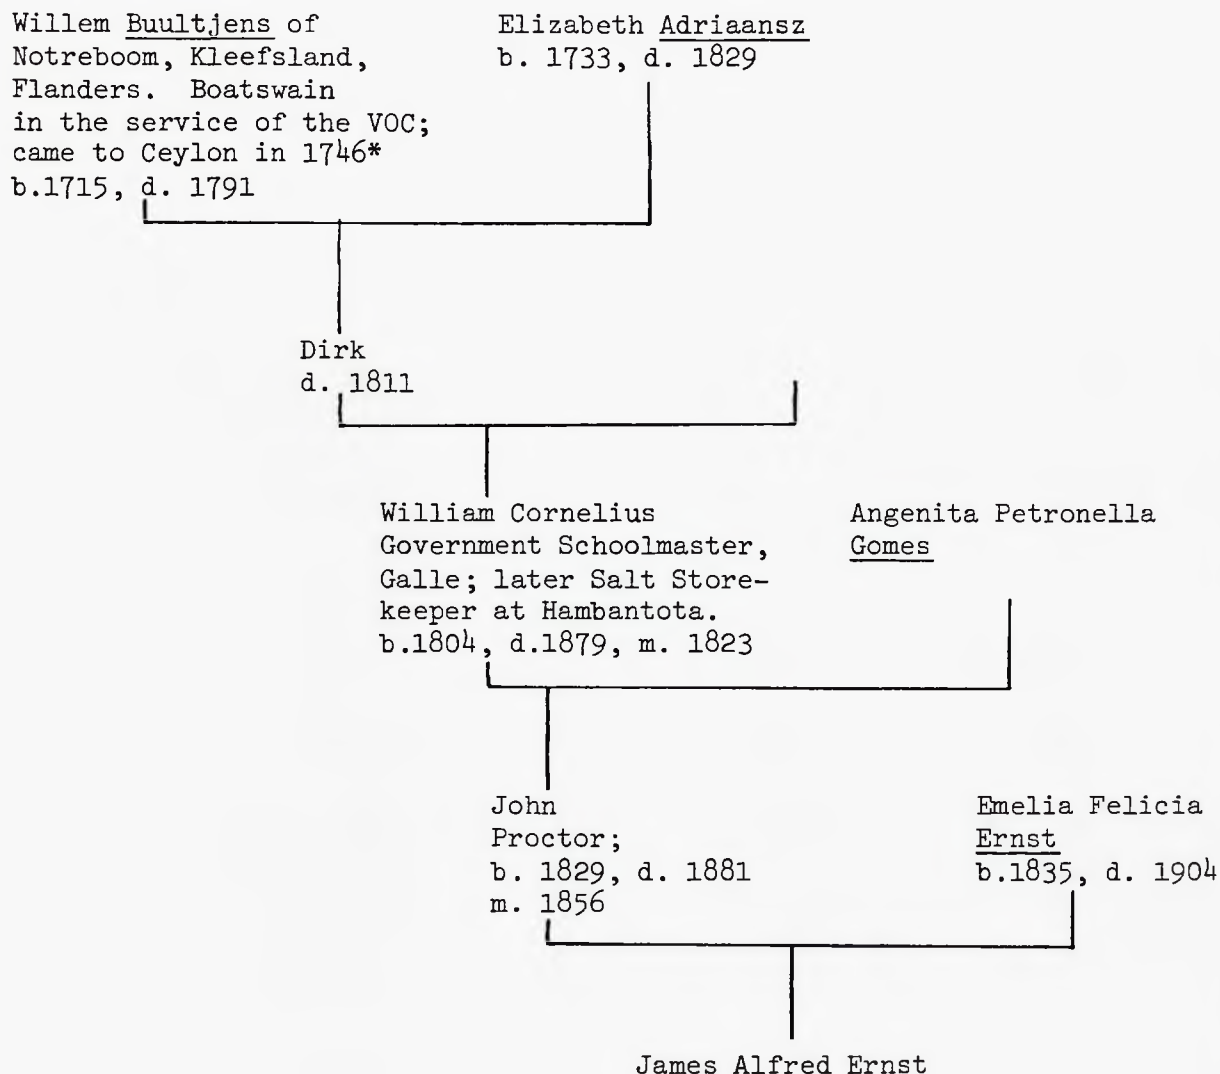 Willem Buultjens of
Notreboom, Kleefsland,
Flanders. Boatswain
in the service of the VOC;
came to Ceylon in 1746*
b.1715, d. 1791
Elizabeth Adriaansz
b. 1733, d. 1829
Dirk
d. 1811
William Cornelius
Government Schoolmaster,
Galle; later Salt Store-
keeper at Hambantota.
b.1804, d.1879, m. 1823
Angenita Petronella
Gomes
John
Proctor;
b. 1829, d. 1881
m. 1856
Emelia Felicia
Ernst
b.1835, d. 1904
James Alfred Ernst